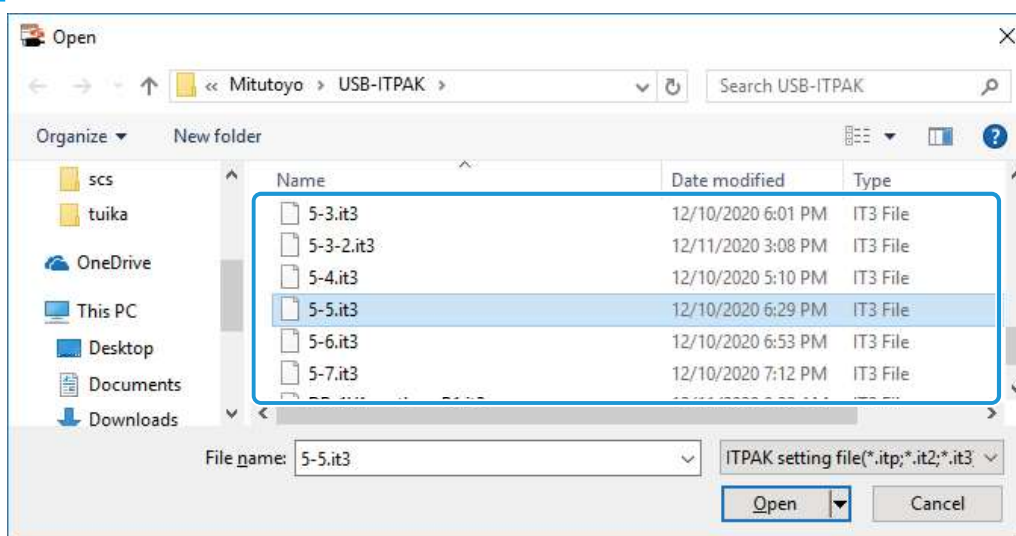 Open
« Mitutoyo › USB-ITPAK ›
Search USB-ITPAK
Organize
New folder
scs
tuika
OneDrive
This PC
Desktop
Documents
Downloads
Name Date modified Type
5-3.it3 12/10/2020 6:01 PM IT3 File
5-3-2.it3 12/11/2020 3:08 PM IT3 File
5-4.it3 12/10/2020 5:10 PM IT3 File
5-5.it3 12/10/2020 6:29 PM IT3 File
5-6.it3 12/10/2020 6:53 PM IT3 File
5-7.it3 12/10/2020 7:12 PM IT3 File
File name: 5-5.it3
ITPAK setting file(*.itp;*.it2;*.it3
Open Cancel